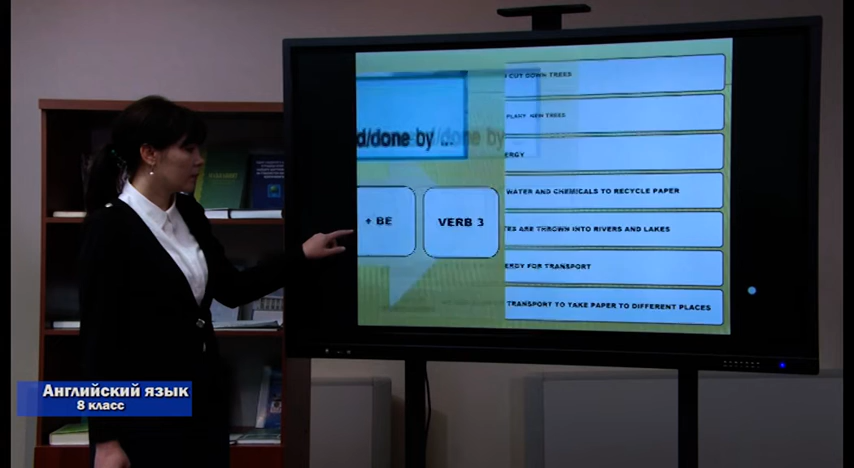 d/done by ...
+ BE
VERB 3
CUT DOWN TREES
PLANT NEW TREES
ERGY
WATER AND CHEMICALS TO RECYCLE PAPER
ES ARE THROWN INTO RIVERS AND LAKES
ERGY FOR TRANSPORT
TRANSPORT TO TAKE PAPER TO DIFFERENT PLACES
Английский язык
8 класс